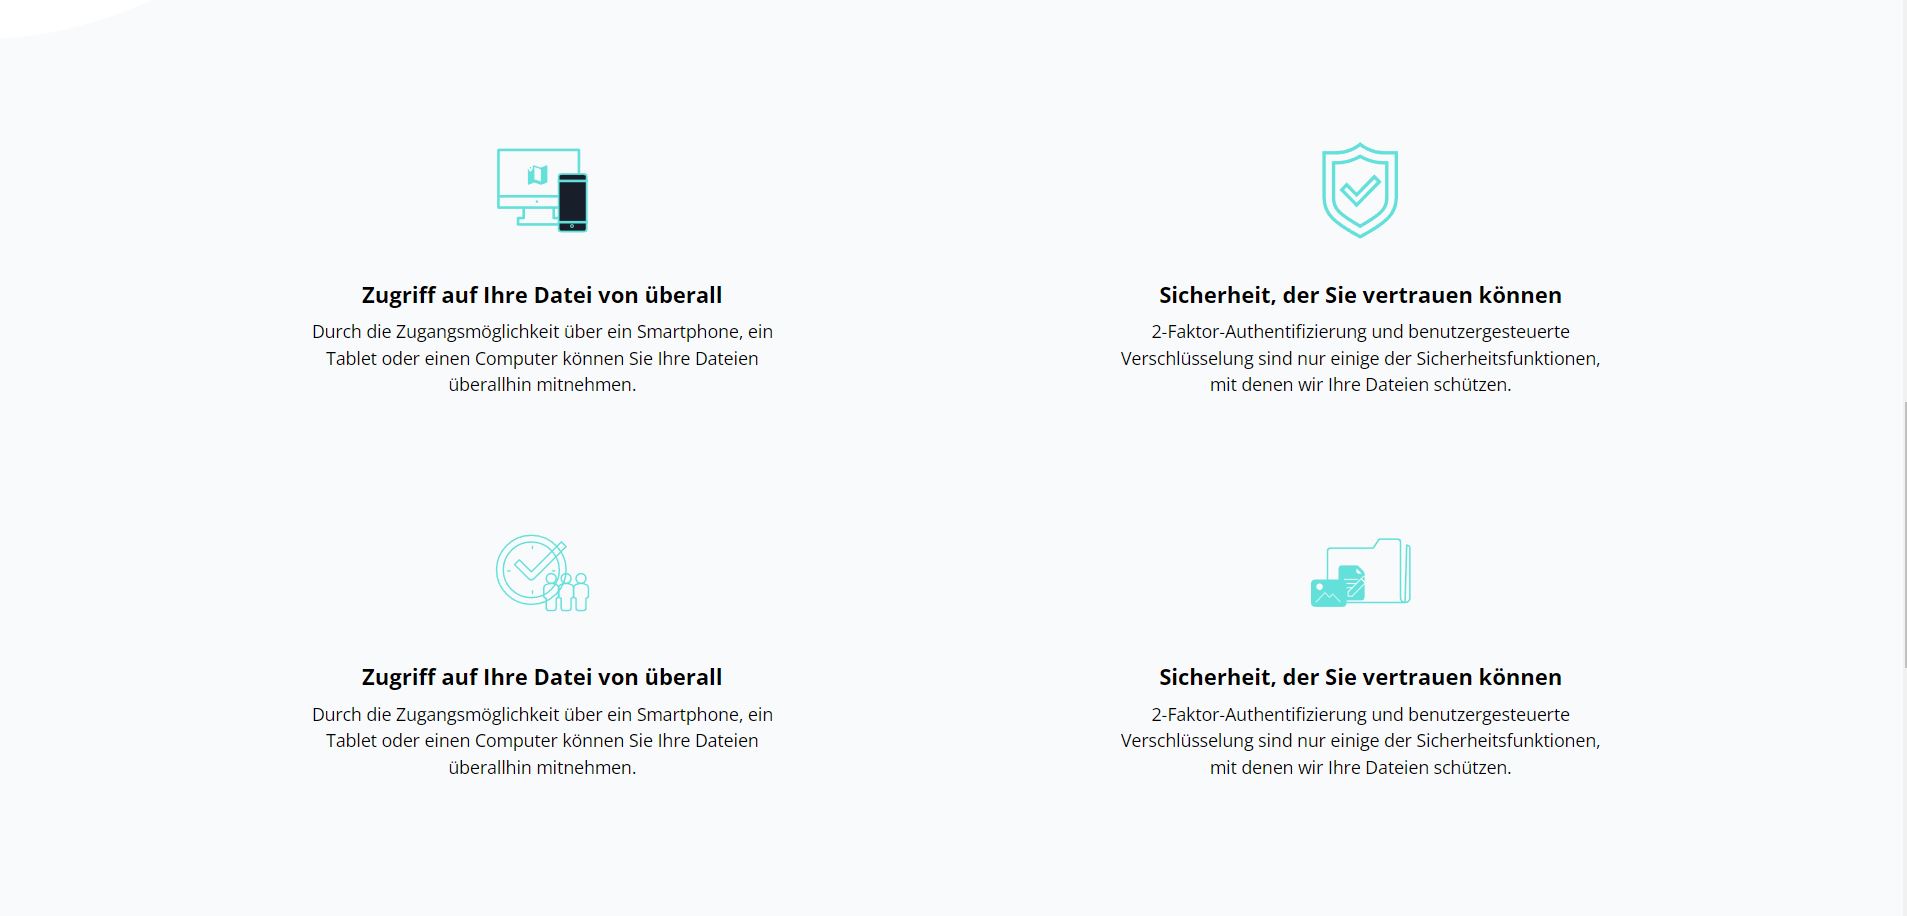 Zugriff auf Ihre Datei von überall
Durch die Zugangsmöglichkeit über ein Smartphone, ein
Tablet oder einen Computer können Sie Ihre Dateien
überallhin mitnehmen.
Sicherheit, der Sie vertrauen können
2-Faktor-Authentifizierung und benutzergesteuerte
Verschlüsselung sind nur einige der Sicherheitsfunktionen,
mit denen wir Ihre Dateien schützen.
Zugriff auf Ihre Datei von überall
Durch die Zugangsmöglichkeit über ein Smartphone, ein
Tablet oder einen Computer können Sie Ihre Dateien
überallhin mitnehmen.
Sicherheit, der Sie vertrauen können
2-Faktor-Authentifizierung und benutzergesteuerte
Verschlüsselung sind nur einige der Sicherheitsfunktionen,
mit denen wir Ihre Dateien schützen.